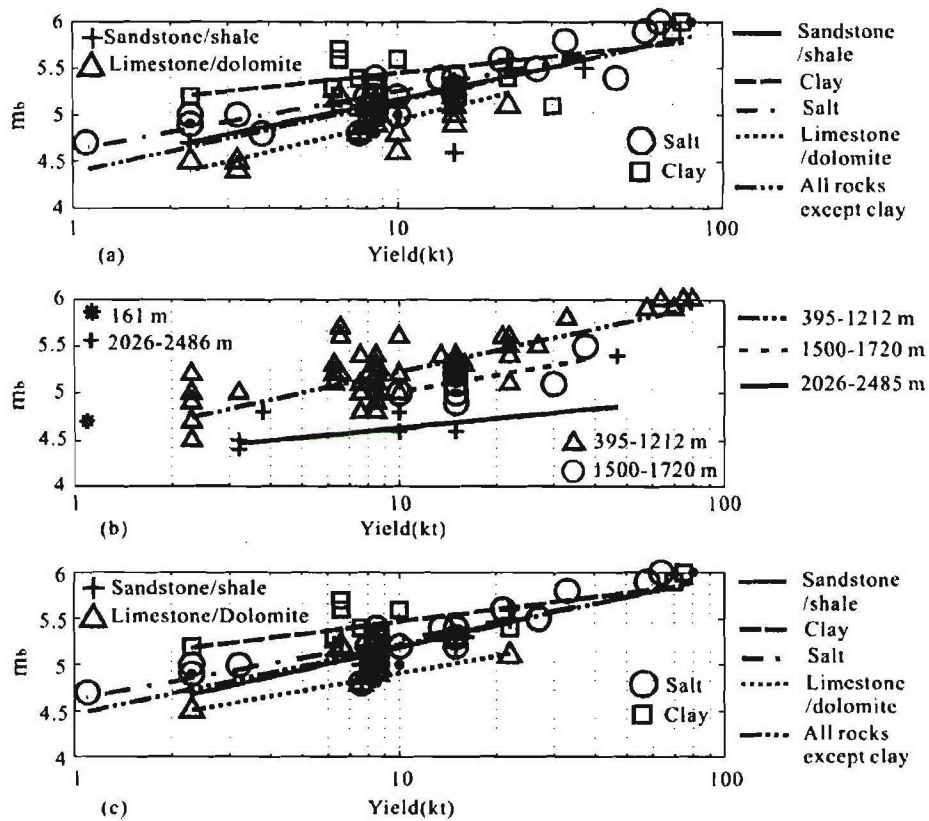 6
5.5
5
4.5
4
mb
+ Sandstone/shale
△ Limestone/dolomite
○ Salt
□ Clay
1
10
100
(a)
Yield(kt)
Sandstone
/shale
Clay
Salt
Limestone
/dolomite
All rocks
except clay
6
5.5
5
4.5
4
mb
* 161 m
+ 2026-2486 m
△ 395-1212 m
○ 1500-1720 m
1
10
100
(b)
Yield(kt)
395-1212 m
1500-1720 m
2026-2485 m
6
5.5
5
4.5
4
mb
+ Sandstone/shale
△ Limestone/Dolomite
○ Salt
□ Clay
1
10
100
(c)
Yield(kt)
Sandstone
/shale
Clay
Salt
Limestone
/dolomite
All rocks
except clay